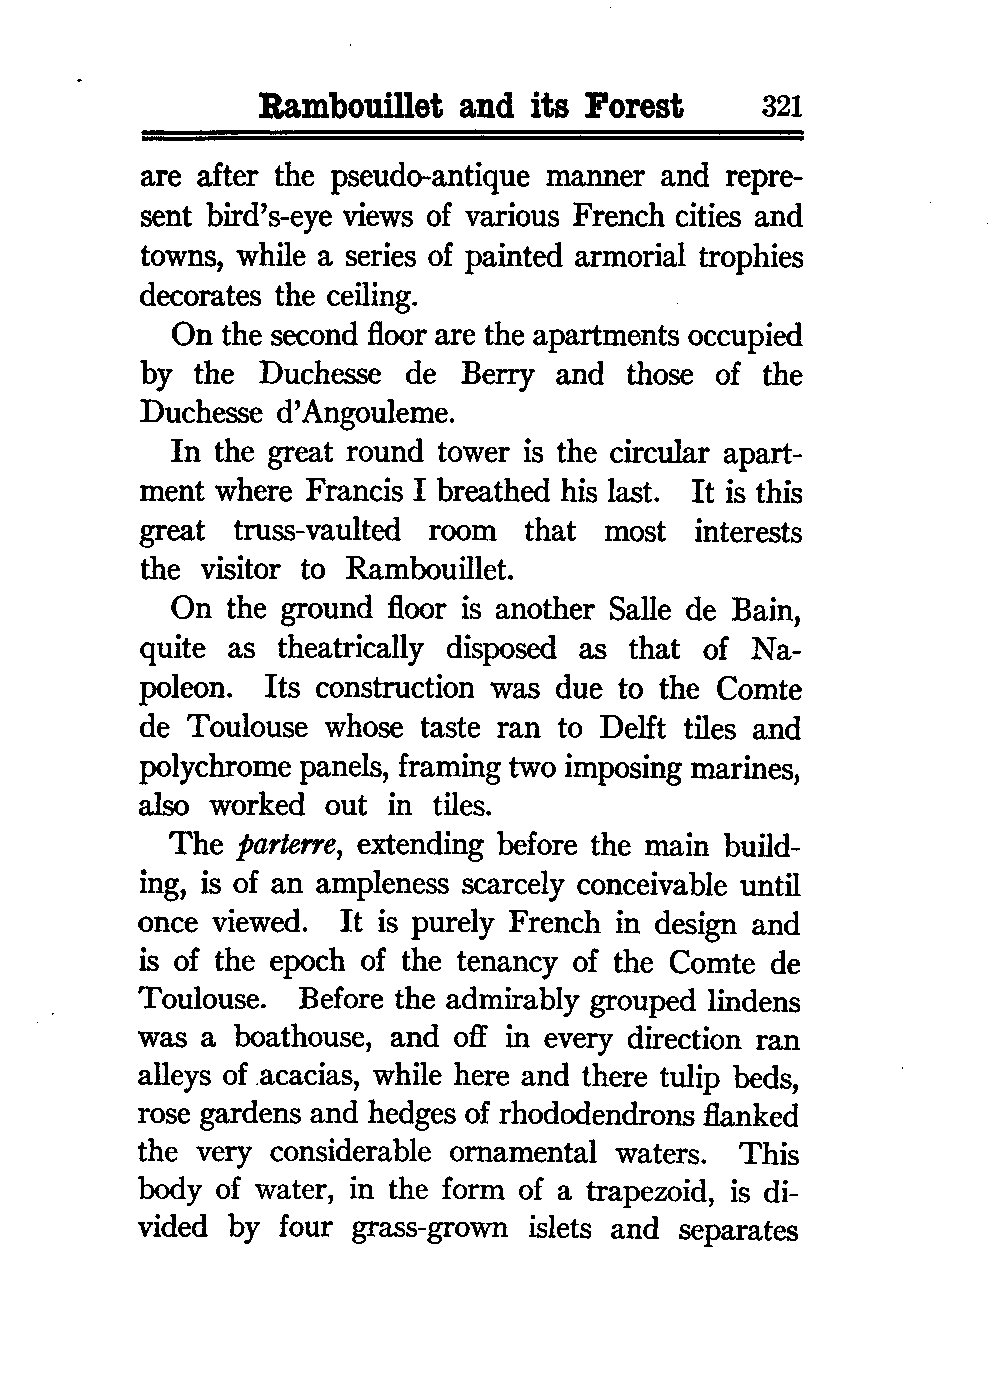 Rambouillet and its Forest 321
are after the pseudo-antique manner and repre-
sent bird's-eye views of various French cities and
towns, while a series of painted armorial trophies
decorates the ceiling.
On the second floor are the apartments occupied
by the Duchesse de Berry and those of the
Duchesse d'Angouleme.
In the great round tower is the circular apart-
ment where Francis I breathed his last. It is this
great truss-vaulted room that most interests
the visitor to Rambouillet.
On the ground floor is another Salle de Bain,
quite as theatrically disposed as that of Na-
poleon. Its construction was due to the Comte
de Toulouse whose taste ran to Delft tiles and
polychrome panels, framing two imposing marines,
also worked out in tiles.
The parterre, extending before the main build-
ing, is of an ampleness scarcely conceivable until
once viewed. It is purely French in design and
is of the epoch of the tenancy of the Comte de
Toulouse. Before the admirably grouped lindens
was a boathouse, and off in every direction ran
alleys of acacias, while here and there tulip beds,
rose gardens and hedges of rhododendrons flanked
the very considerable ornamental waters. This
body of water, in the form of a trapezoid, is di-
vided by four grass-grown islets and separates